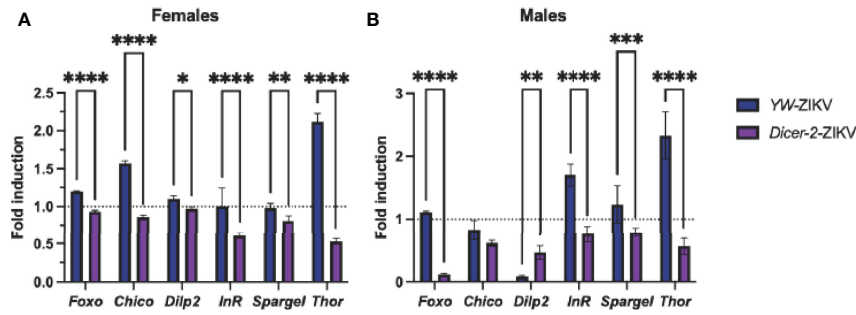 A
Females
****
**** * **** ** ****
Fold induction
2.5
2.0
1.5
1.0
0.5
0.0
Foxo Chico Dilp2 InR Spargel Thor
B
Males
***
**** ** **** ****
Fold induction
3
2
1
0
Foxo Chico Dilp2 InR Spargel Thor
YW-ZIKV
Dicer-2-ZIKV